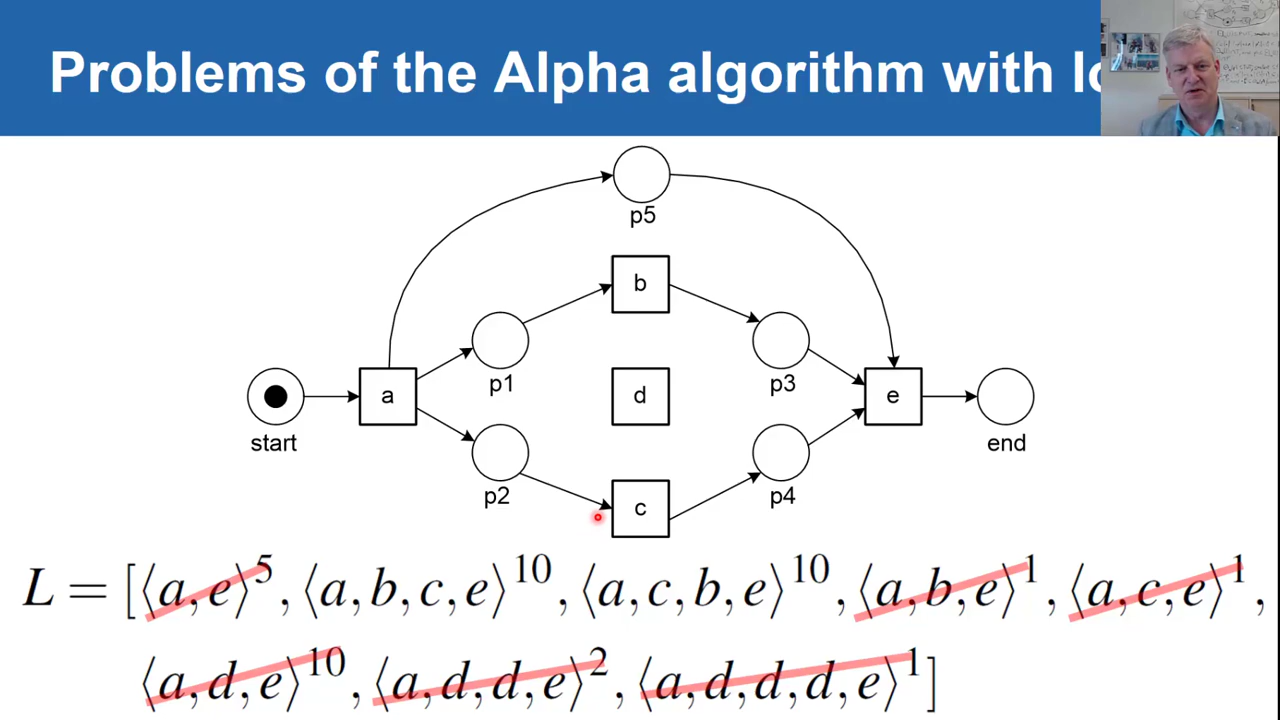 Problems of the Alpha algorithm with lo
p5
b
p1
p3
a
d
e
start
end
p2
p4
c
L = [⟨a,e⟩⁵, ⟨a,b,c,e⟩¹⁰, ⟨a,c,b,e⟩¹⁰, ⟨a,b,e⟩¹, ⟨a,c,e⟩¹,
⟨a,d,e⟩¹⁰, ⟨a,d,d,e⟩², ⟨a,d,d,d,e⟩¹]